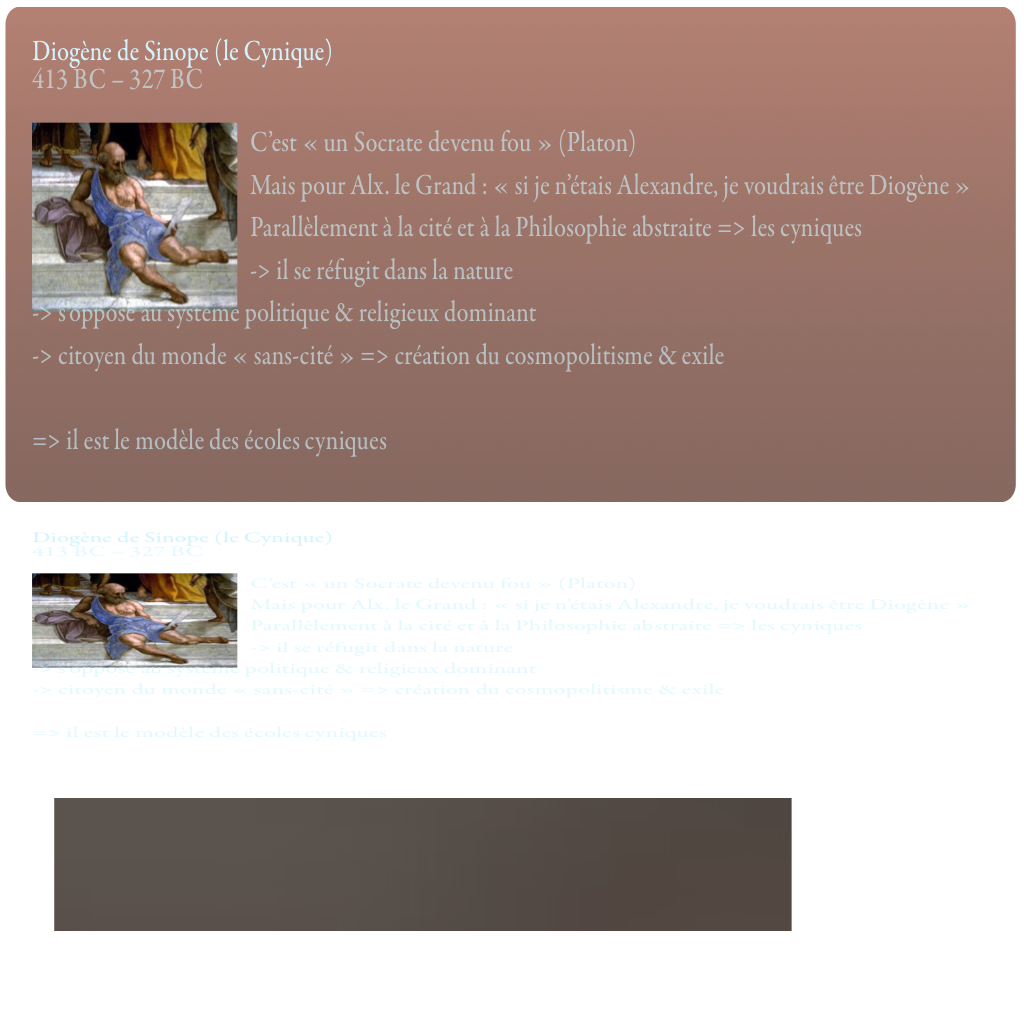 Diogène de Sinope (le Cynique)
413 BC – 327 BC
C’est « un Socrate devenu fou » (Platon)
Mais pour Alx. le Grand : « si je n’étais Alexandre, je voudrais être Diogène »
Parallèlement à la cité et à la Philosophie abstraite => les cyniques
-> il se réfugit dans la nature
-> s’oppose au système politique & religieux dominant
-> citoyen du monde « sans-cité » => création du cosmopolitisme & exile
=> il est le modèle des écoles cyniques
Diogène de Sinope (le Cynique)
413 BC – 327 BC
C’est « un Socrate devenu fou » (Platon)
Mais pour Alx. le Grand : « si je n’étais Alexandre, je voudrais être Diogène »
Parallèlement à la cité et à la Philosophie abstraite => les cyniques
-> il se réfugit dans la nature
-> s’oppose au système politique & religieux dominant
-> citoyen du monde « sans-cité » => création du cosmopolitisme & exile
=> il est le modèle des écoles cyniques